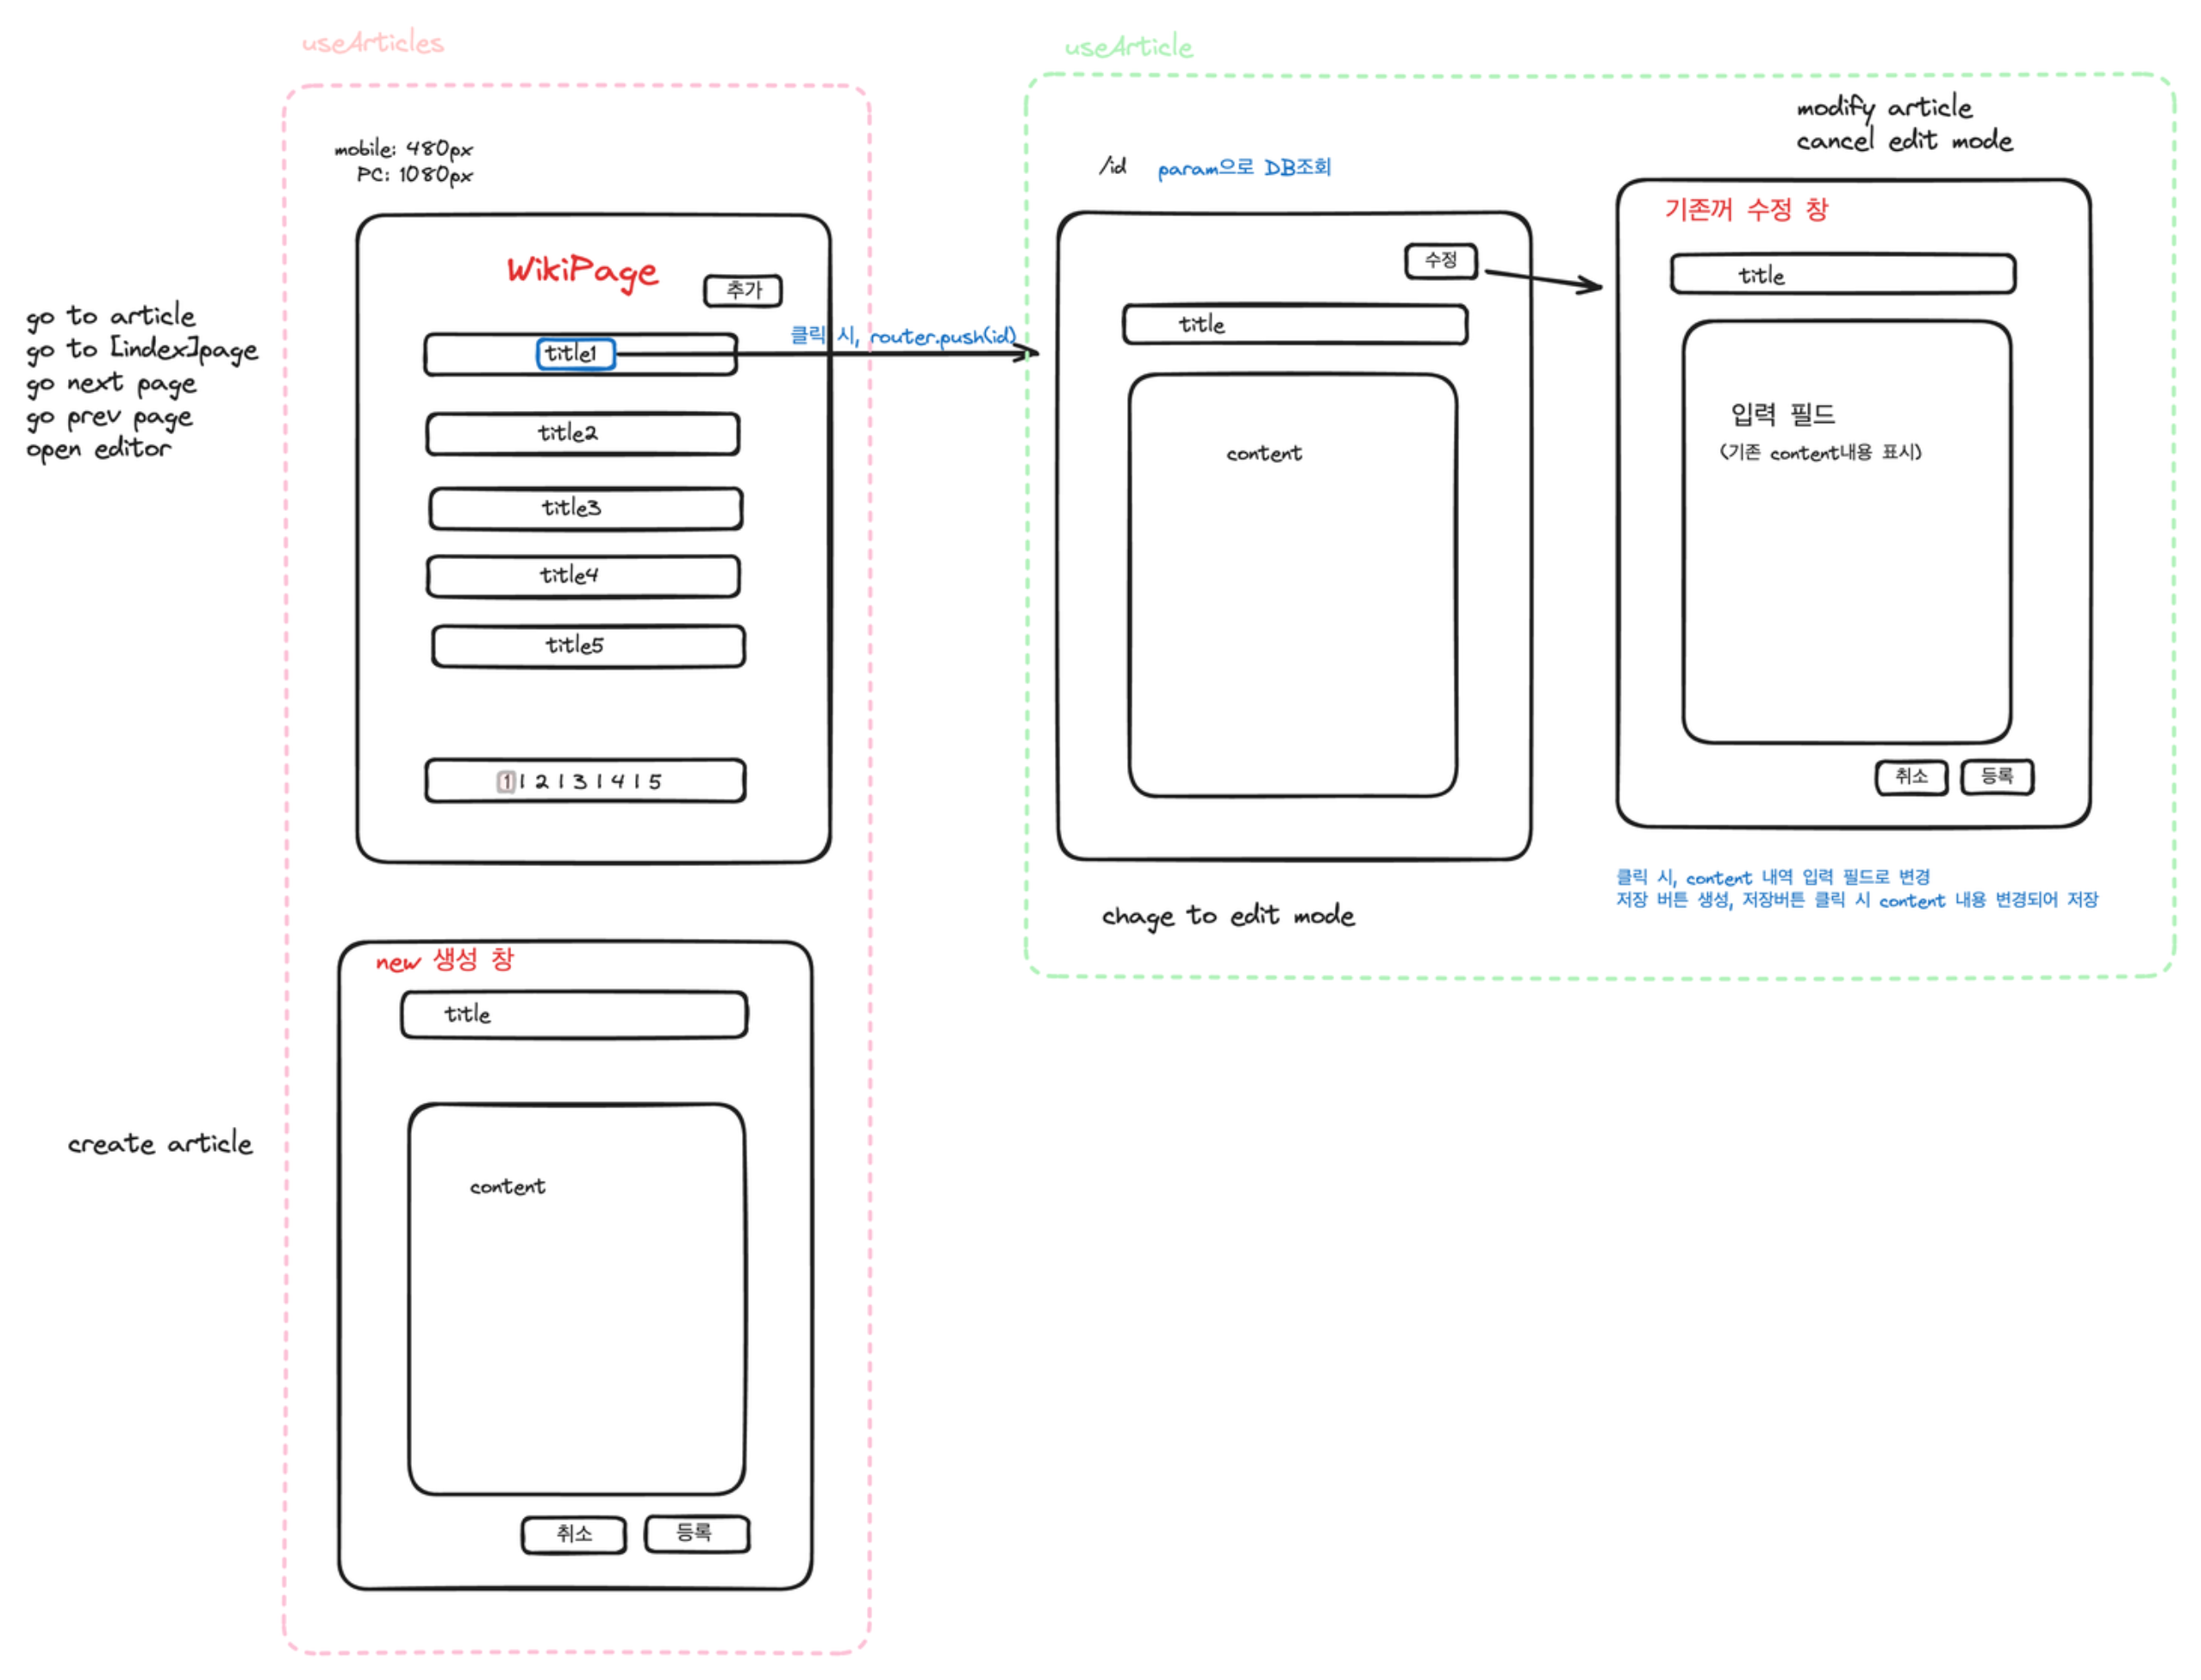 useArticles
mobile: 480px
PC: 1080px
go to article
go to [index]page
go next page
go prev page
open editor
WikiPage
추가
title1
클릭 시, router.push(id)
title2
title3
title4
title5
1 | 2 | 3 | 4 | 5
create article
new 생성 창
title
content
취소
등록
useArticle
/id
param으로 DB조회
수정
title
content
chage to edit mode
modify article
cancel edit mode
기존꺼 수정 창
title
입력 필드
(기존 content내용 표시)
취소
등록
클릭 시, content 내역 입력 필드로 변경
저장 버튼 생성, 저장버튼 클릭 시 content 내용 변경되어 저장